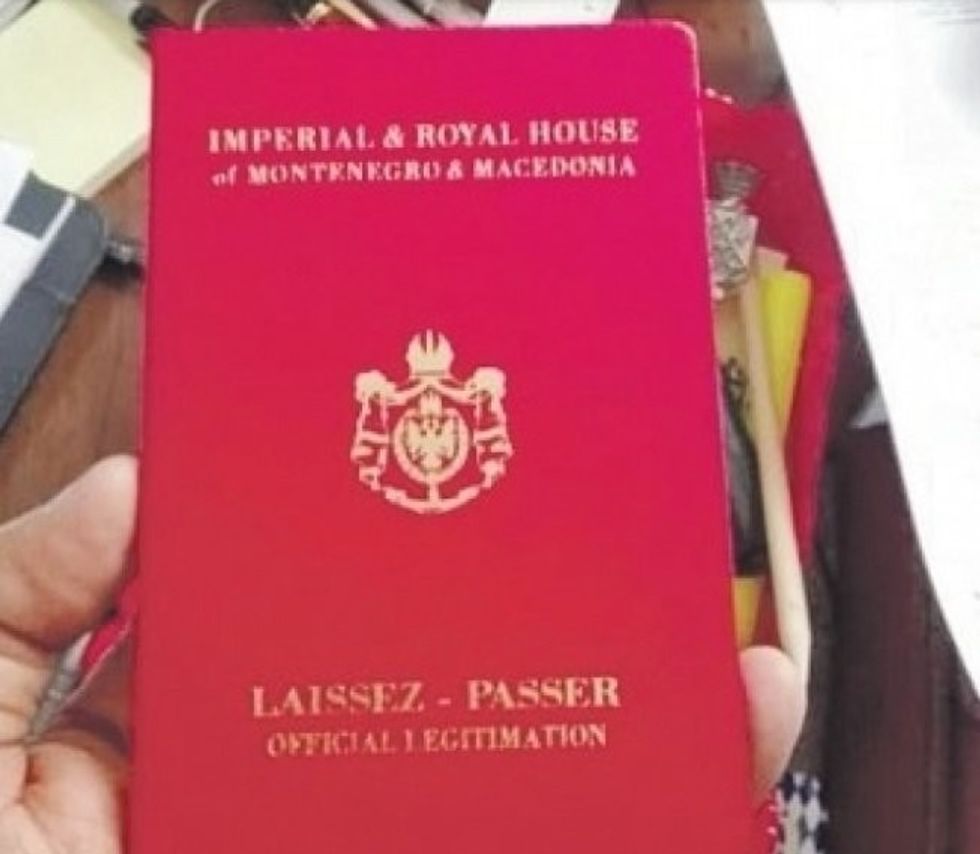 IMPERIAL & ROYAL HOUSE
of MONTENEGRO & MACEDONIA
LAISSEZ - PASSER
OFFICIAL LEGITIMATION